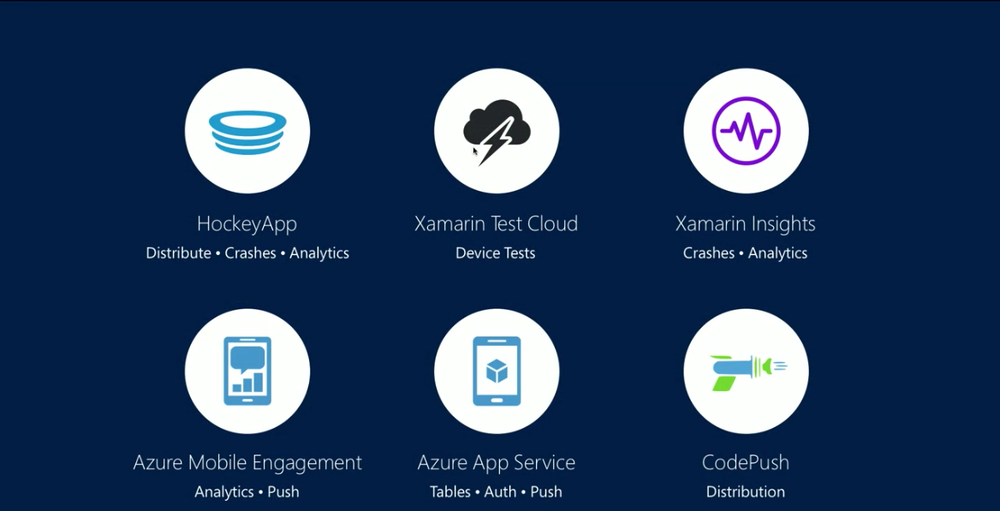 HockeyApp
Distribute • Crashes • Analytics
Xamarin Test Cloud
Device Tests
Xamarin Insights
Crashes • Analytics
Azure Mobile Engagement
Analytics • Push
Azure App Service
Tables • Auth • Push
CodePush
Distribution